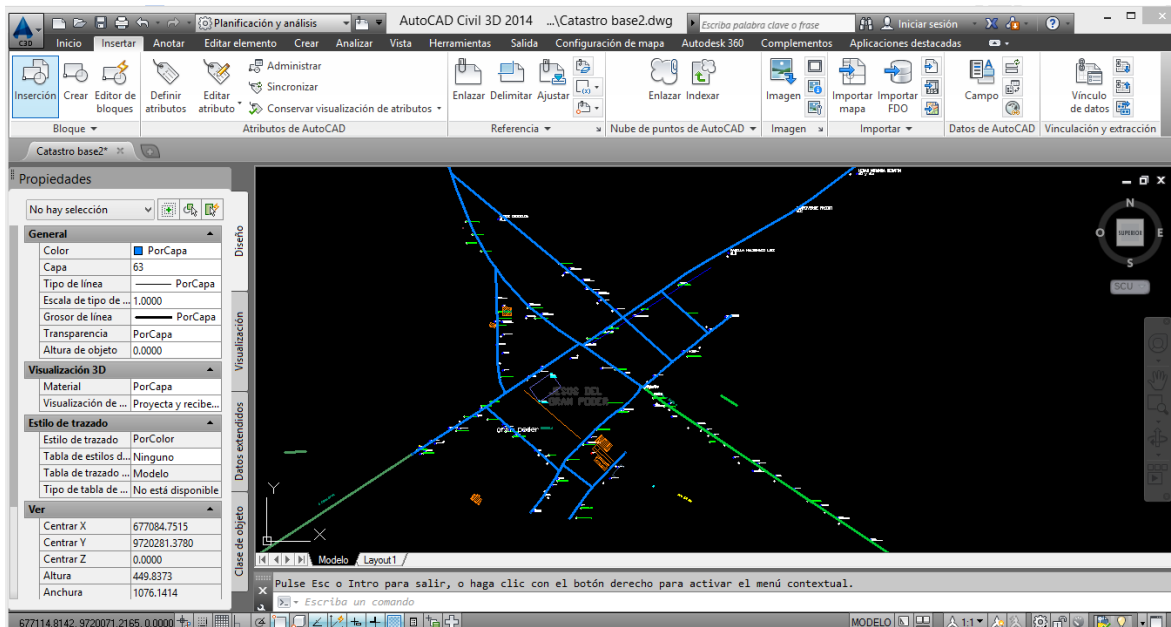 Planificación y análisis
AutoCAD Civil 3D 2014 ...\Catastro base2.dwg
Escriba palabra clave o frase
Iniciar sesión
C3D
Inicio Insertar Anotar Editar elemento Crear Analizar Vista Herramientas Salida Configuración de mapa Autodesk 360 Complementos Aplicaciones destacadas
Inserción Crear Editor de bloques
Definir atributos
Editar atributo
Administrar
Sincronizar
Conservar visualización de atributos
Enlazar Delimitar Ajustar
Enlazar Indexar
Imagen
Importar mapa
Importar FDO
Campo
Vínculo de datos
Bloque
Atributos de AutoCAD
Referencia
Nube de puntos de AutoCAD
Imagen
Importar
Datos de AutoCAD
Vinculación y extracción
Catastro base2*
Propiedades
No hay selección
General
Color PorCapa
Capa 63
Tipo de línea PorCapa
Escala de tipo de ... 1.0000
Grosor de línea PorCapa
Transparencia PorCapa
Altura de objeto 0.0000
Visualización 3D
Material PorCapa
Visualización de ... Proyecta y recibe...
Estilo de trazado
Estilo de trazado PorColor
Tabla de estilos d... Ninguno
Tabla de trazado ... Modelo
Tipo de tabla de ... No está disponible
Ver
Centrar X 677084.7515
Centrar Y 9720281.3780
Centrar Z 0.0000
Altura 449.8373
Anchura 1076.1414
Diseño
Visualización
Datos extendidos
Clase de objeto
JESUS DEL
GRAN PODER
gran poder
N
O SUPERIOR E
S
SCU
Y
X
Modelo Layout1
Pulse Esc o Intro para salir, o haga clic con el botón derecho para activar el menú contextual.
Escriba un comando
677114.8142, 9720071.2165, 0.0000
MODELO
1:1